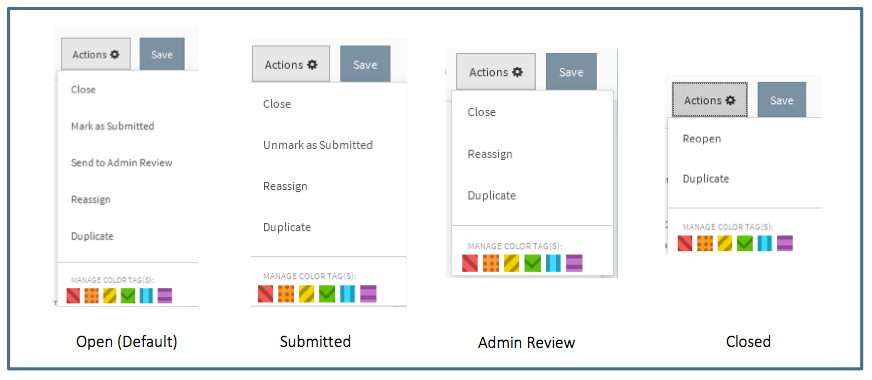 Actions Save
Close
Mark as Submitted
Send to Admin Review
Reassign
Duplicate
MANAGE COLOR TAG(S):
Open (Default)
Actions Save
Close
Unmark as Submitted
Reassign
Duplicate
MANAGE COLOR TAG(S):
Submitted
Actions Save
Close
Reassign
Duplicate
MANAGE COLOR TAG(S):
Admin Review
Actions Save
Reopen
Duplicate
MANAGE COLOR TAG(S):
Closed